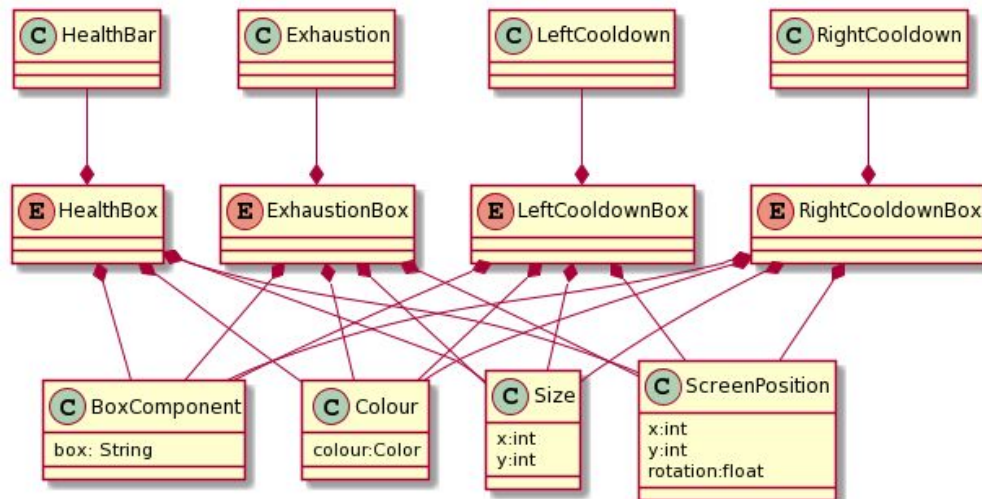 C HealthBar
C Exhaustion
C LeftCooldown
C RightCooldown
E HealthBox
E ExhaustionBox
E LeftCooldownBox
E RightCooldownBox
C BoxComponent
box: String
C Colour
colour:Color
C Size
x:int
y:int
C ScreenPosition
x:int
y:int
rotation:float